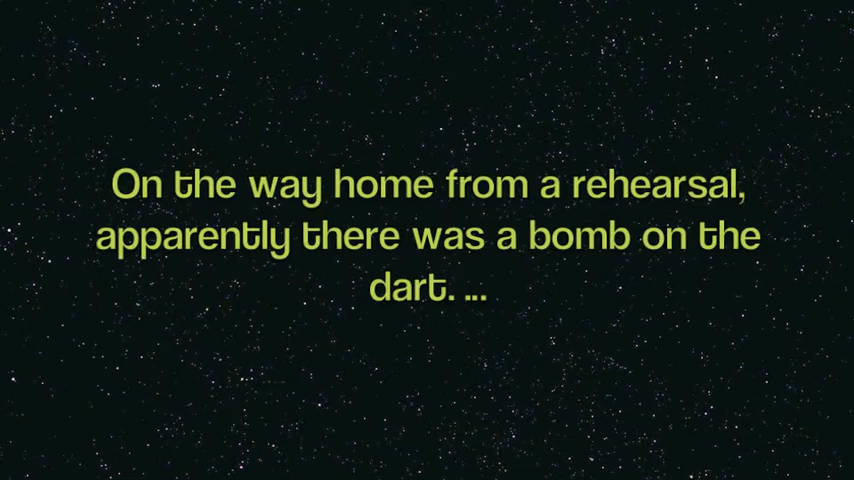 On the way home from a rehearsal,
apparently there was a bomb on the
dart. ...